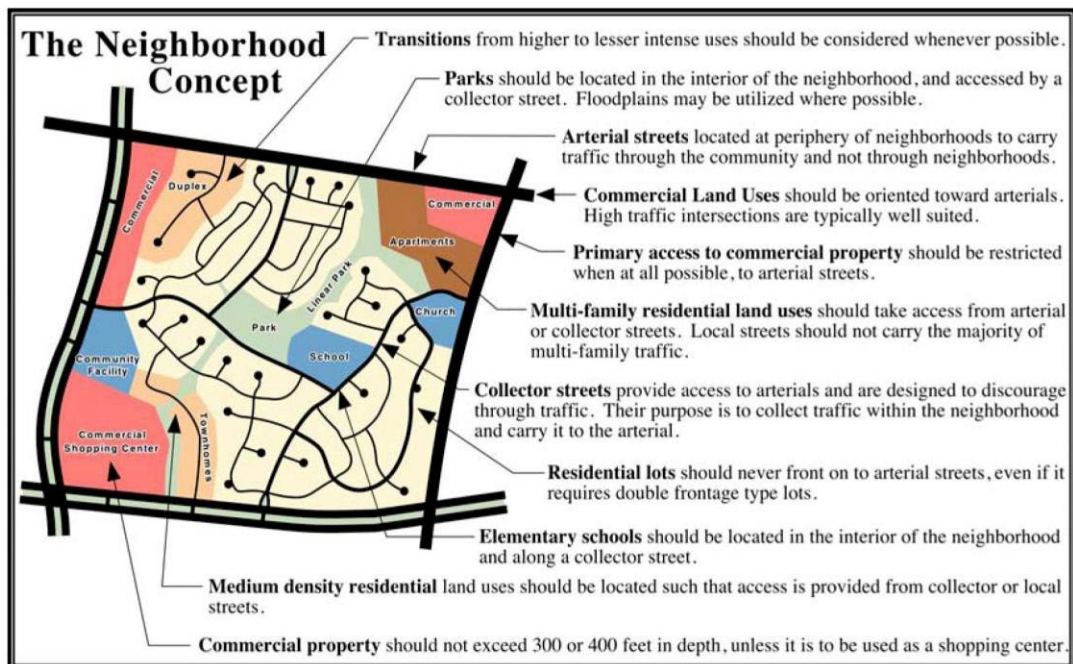 The Neighborhood
Concept
Transitions from higher to lesser intense uses should be considered whenever possible.
Parks should be located in the interior of the neighborhood, and accessed by a
collector street. Floodplains may be utilized where possible.
Arterial streets located at periphery of neighborhoods to carry
traffic through the community and not through neighborhoods.
Commercial Land Uses should be oriented toward arterials.
High traffic intersections are typically well suited.
Primary access to commercial property should be restricted
when at all possible, to arterial streets.
Multi-family residential land uses should take access from arterial
or collector streets. Local streets should not carry the majority of
multi-family traffic.
Collector streets provide access to arterials and are designed to discourage
through traffic. Their purpose is to collect traffic within the neighborhood
and carry it to the arterial.
Residential lots should never front on to arterial streets, even if it
requires double frontage type lots.
Elementary schools should be located in the interior of the neighborhood
and along a collector street.
Medium density residential land uses should be located such that access is provided from collector or local
streets.
Commercial property should not exceed 300 or 400 feet in depth, unless it is to be used as a shopping center.
Commercial
Duplex
Commercial
Apartments
Linear Park
Church
Park
School
Community
Facility
Commercial
Shopping Center
Townhomes